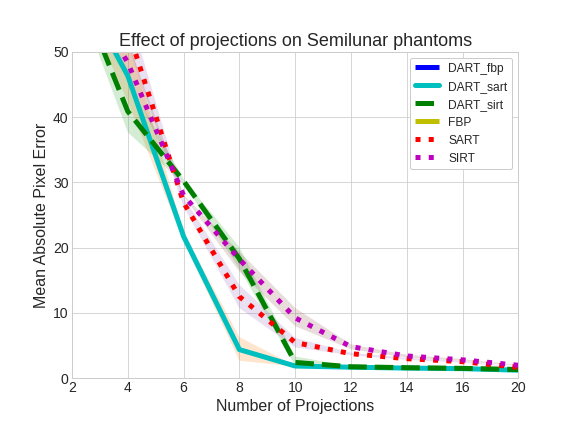 Effect of projections on Semilunar phantoms
Mean Absolute Pixel Error
50
40
30
20
10
0
2 4 6 8 10 12 14 16 18 20
Number of Projections
DART_fbp
DART_sart
DART_sirt
FBP
SART
SIRT